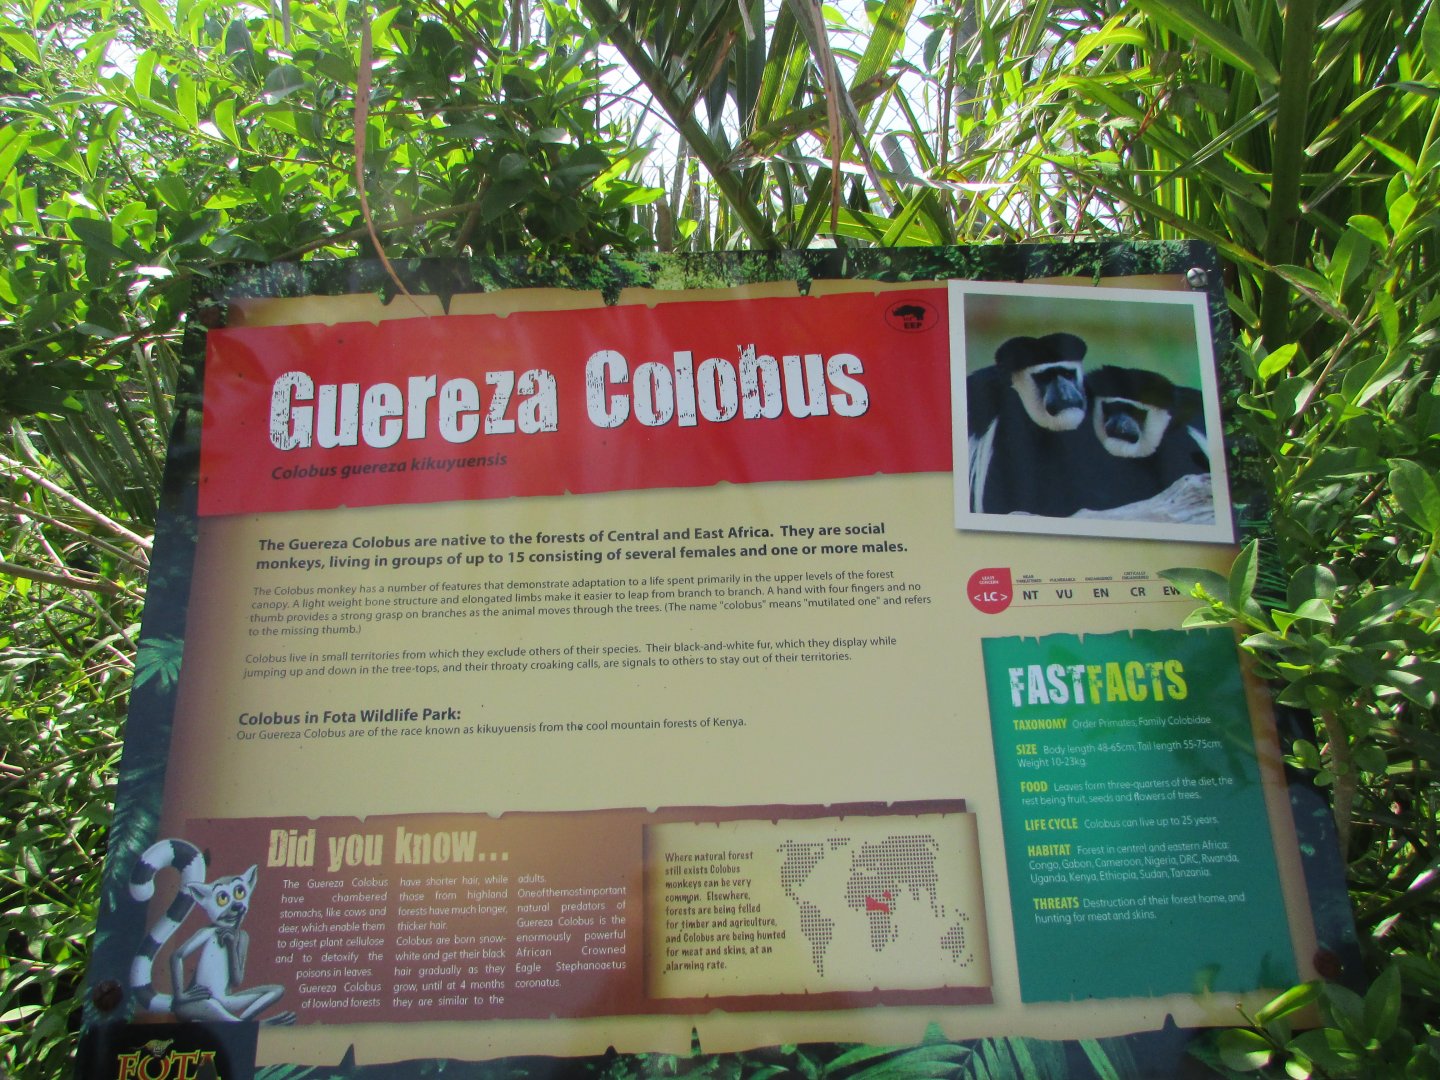 EEP
Guereza Colobus
Colobus guereza kikuyuensis
The Guereza Colobus are native to the forests of Central and East Africa. They are social
monkeys, living in groups of up to 15 consisting of several females and one or more males.
The Colobus monkey has a number of features that demonstrate adaptation to a life spent primarily in the upper levels of the forest
canopy. A light weight bone structure and elongated limbs make it easier to leap from branch to branch. A hand with four fingers and no
thumb provides a strong grasp on branches as the animal moves through the trees. (The name "colobus" means "mutilated one" and refers
to the missing thumb.)
Colobus live in small territories from which they exclude others of their species. Their black-and-white fur, which they display while
jumping up and down in the tree-tops, and their throaty croaking calls, are signals to others to stay out of their territories.
Colobus in Fota Wildlife Park:
Our Guereza Colobus are of the race known as kikuyuensis from the cool mountain forests of Kenya.
LEAST CONCERN NEAR THREATENED VULNERABLE ENDANGERED CRITICALLY ENDANGERED
< LC > NT VU EN CR EW
FASTFACTS
TAXONOMY Order Primates, Family Colobidae
SIZE Body length 48-65cm; Tail length 55-75cm;
Weight 10-23kg.
FOOD Leaves form three-quarters of the diet, the
rest being fruit, seeds and flowers of trees.
LIFE CYCLE Colobus can live up to 25 years.
HABITAT Forest in central and eastern Africa:
Congo, Gabon, Cameroon, Nigeria, DRC, Rwanda,
Uganda, Kenya, Ethiopia, Sudan, Tanzania.
THREATS Destruction of their forest home, and
hunting for meat and skins.
Did you know...
The Guereza Colobus
have chambered
stomachs, like cows and
deer, which enable them
to digest plant cellulose
and to detoxify the
poisons in leaves.
Guereza Colobus
of lowland forests
have shorter hair, while
those from highland
forests have much longer,
thicker hair.
Colobus are born snow-
white and get their black
hair gradually as they
grow, until at 4 months
they are similar to the
adults.
Oneofthemostimportant
natural predators of
Guereza Colobus is the
enormously powerful
African Crowned
Eagle Stephanoaetus
coronatus.
Where natural forest
still exists Colobus
monkeys can be very
common. Elsewhere,
forests are being felled
for timber and agriculture,
and Colobus are being hunted
for meat and skins, at an
alarming rate.
FOTA